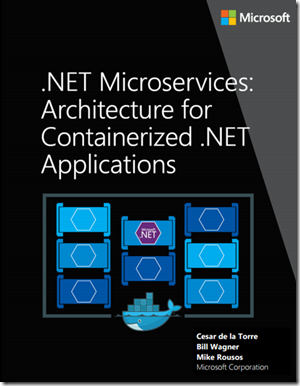 Microsoft
.NET Microservices:
Architecture for
Containerized .NET
Applications
Microsoft
.NET
Cesar de la Torre
Bill Wagner
Mike Rousos
Microsoft Corporation